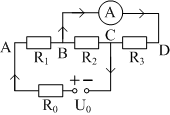 A
A B C D
R₁ R₂ R₃
+ −
R₀ U₀